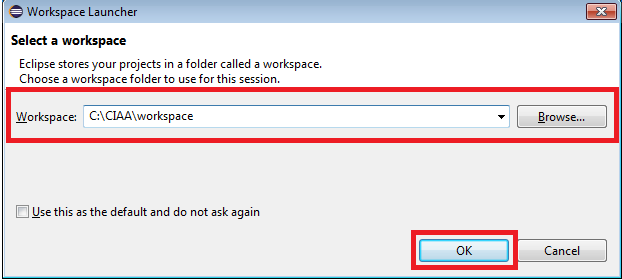 Workspace Launcher
Select a workspace
Eclipse stores your projects in a folder called a workspace.
Choose a workspace folder to use for this session.
Workspace: C:\CIAA\workspace Browse...
Use this as the default and do not ask again
OK Cancel